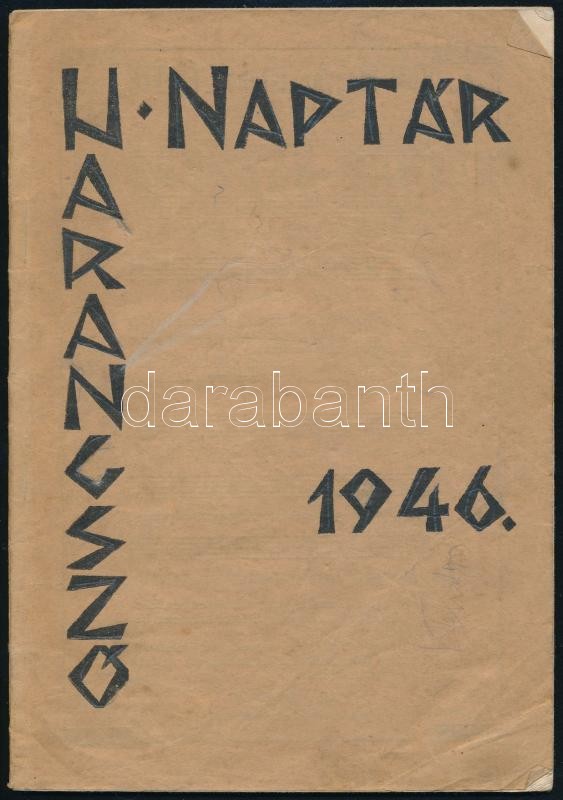 H·NAPTÁR
HARANGSZÓ
darabanth
1946.